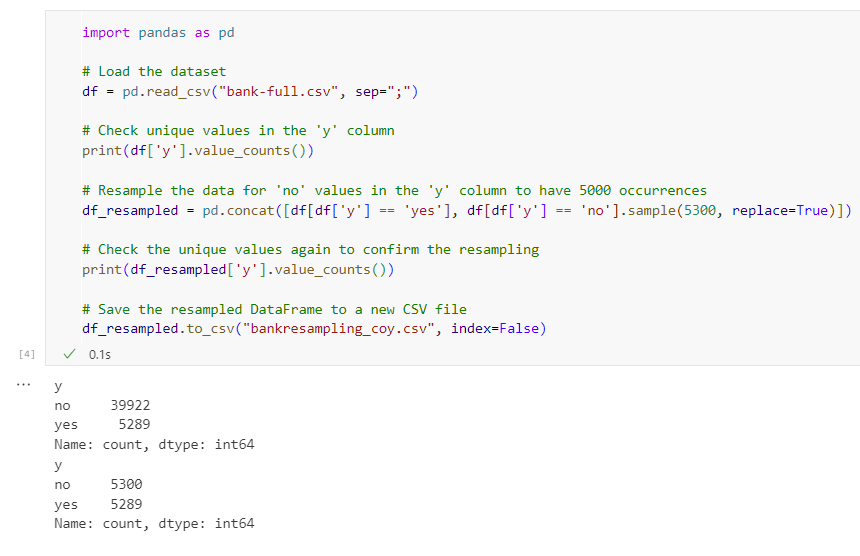 import pandas as pd
# Load the dataset
df = pd.read_csv("bank-full.csv", sep=";")
# Check unique values in the 'y' column
print(df['y'].value_counts())
# Resample the data for 'no' values in the 'y' column to have 5000 occurrences
df_resampled = pd.concat([df[df['y'] == 'yes'], df[df['y'] == 'no'].sample(5300, replace=True)])
# Check the unique values again to confirm the resampling
print(df_resampled['y'].value_counts())
# Save the resampled DataFrame to a new CSV file
df_resampled.to_csv("bankresampling_coy.csv", index=False)
[4] ✓ 0.1s
... y
no 39922
yes 5289
Name: count, dtype: int64
y
no 5300
yes 5289
Name: count, dtype: int64